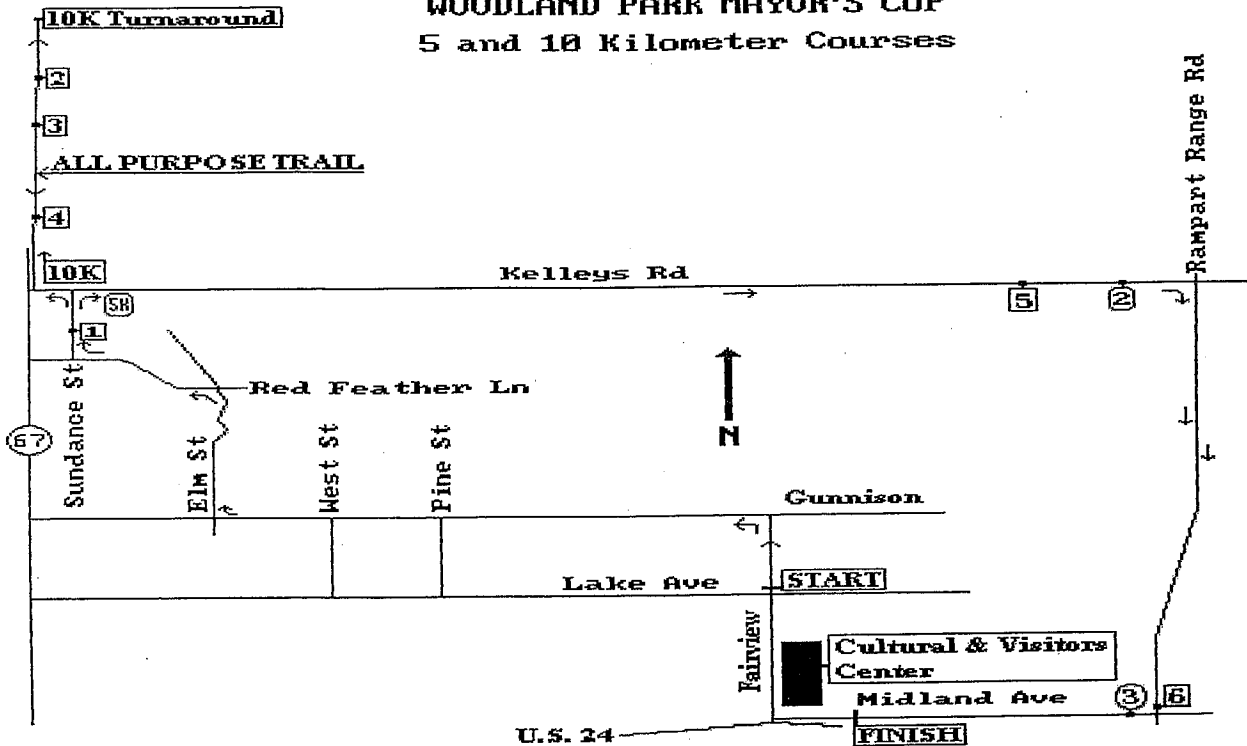 WOODLAND PARK MAYOR'S CUP
5 and 10 Kilometer Courses
10K Turnaround
2
3
ALL PURPOSE TRAIL
4
10K
Kelleys Rd
Rampart Range Rd
5K
5
2
1
Red Feather Ln
67
Sundance St
Elm St
West St
Pine St
N
Gunnison
Lake Ave
START
Fairview
Cultural & Visitors
Center
Midland Ave
3
6
U.S. 24
FINISH